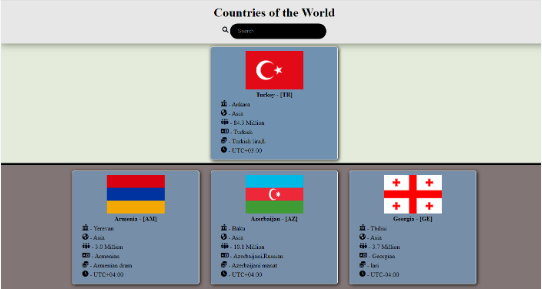 Countries of the World
Search
Turkey - [TR]
- Ankara
- Asia
- 84.3 Million
- Turkish
- Turkish lira,₺
- UTC+03:00
Armenia - [AM]
- Yerevan
- Asia
- 3.0 Million
- Armenian
- Armenian dram
- UTC+04:00
Azerbaijan - [AZ]
- Baku
- Asia
- 10.1 Million
- Azerbaijani,Russian
- Azerbaijani manat
- UTC+04:00
Georgia - [GE]
- Tbilisi
- Asia
- 3.7 Million
- Georgian
- lari
- UTC-04:00